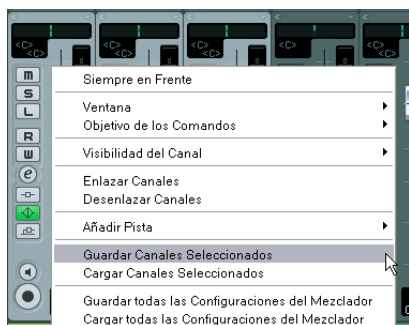 <C>
<C>
<C>
<C>
<C>
M
S
L
R
W
e
Siempre en Frente
Ventana
Objetivo de los Comandos
Visibilidad del Canal
Enlazar Canales
Desenlazar Canales
Añadir Pista
Guardar Canales Seleccionados
Cargar Canales Seleccionados
Guardar todas las Configuraciones del Mezclador
Cargar todas las Configuraciones del Mezclador